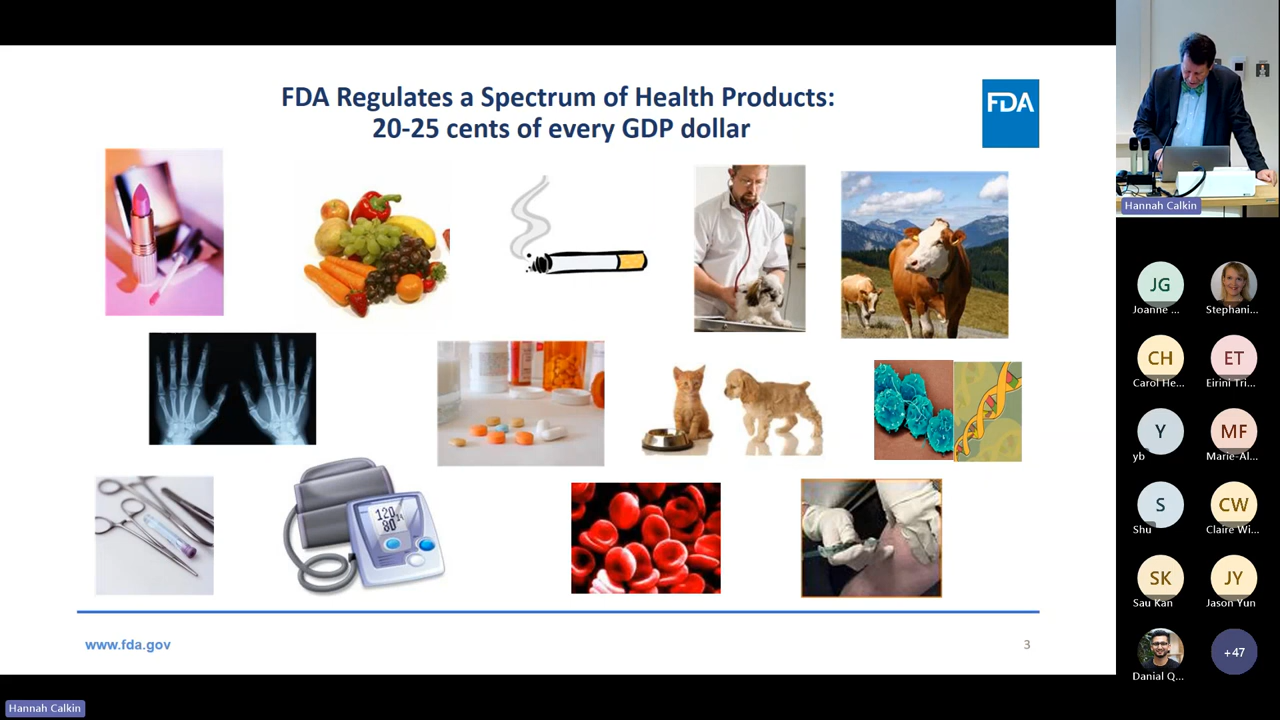 FDA Regulates a Spectrum of Health Products:
20-25 cents of every GDP dollar
FDA
120
80
www.fda.gov
3
Hannah Calkin
Hannah Calkin
JG
Joanne ...
Stephani...
CH
Carol He...
ET
Eirini Tri...
Y
yb
MF
Marie-Al...
S
Shu
CW
Claire Wi...
SK
Sau Kan
JY
Jason Yun
Danial Q...
+47